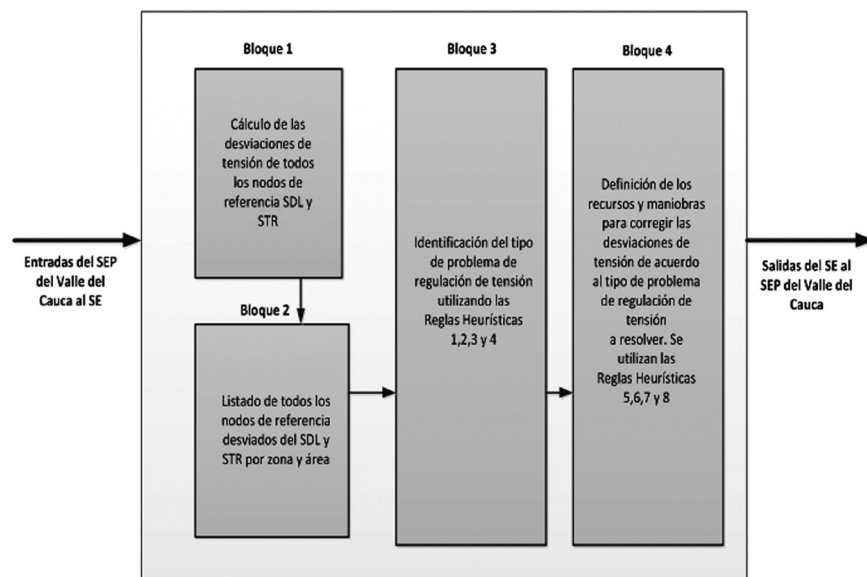 Bloque 1
Cálculo de las
desviaciones de
tensión de todos
los nodos de
referencia SDL y
STR
Bloque 2
Listado de todos los
nodos de referencia
desviados del SDL y
STR por zona y área
Bloque 3
Identificación del tipo
de problema de
regulación de tensión
utilizando las
Reglas Heurísticas
1,2,3 y 4
Bloque 4
Definición de los
recursos y maniobras
para corregir las
desviaciones de
tensión de acuerdo
al tipo de problema
de regulación de
tensión
a resolver. Se
utilizan las
Reglas Heurísticas
5,6,7 y 8
Entradas del SEP
del Valle del
Cauca al SE
Salidas del SE al
SEP del Valle del
Cauca